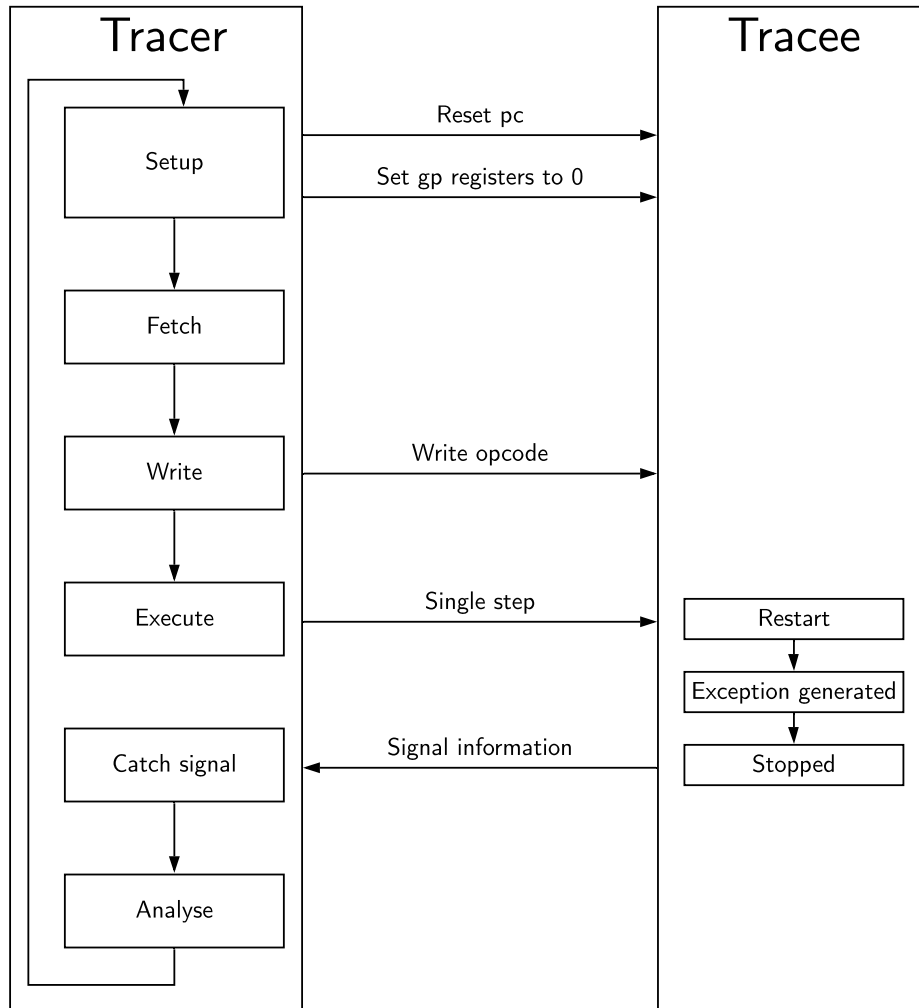 Tracer
Tracee
Setup
Reset pc
Set gp registers to 0
Fetch
Write
Write opcode
Execute
Single step
Restart
Exception generated
Stopped
Catch signal
Signal information
Analyse